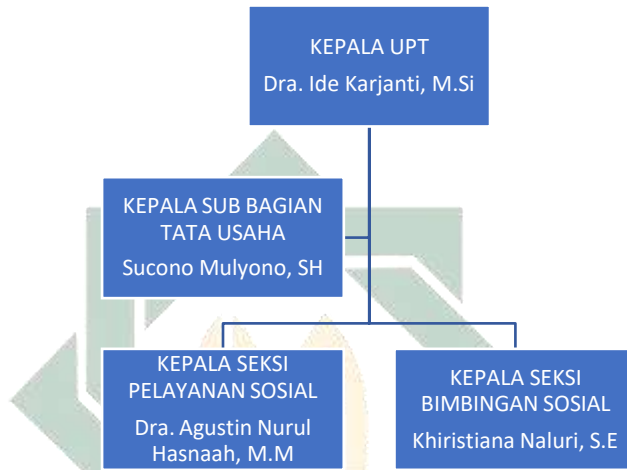 KEPALA UPT
Dra. Ide Karjanti, M.Si
KEPALA SUB BAGIAN
TATA USAHA
Sucono Mulyono, SH
KEPALA SEKSI
PELAYANAN SOSIAL
Dra. Agustin Nurul
Hasnaah, M.M
KEPALA SEKSI
BIMBINGAN SOSIAL
Khiristiana Naluri, S.E